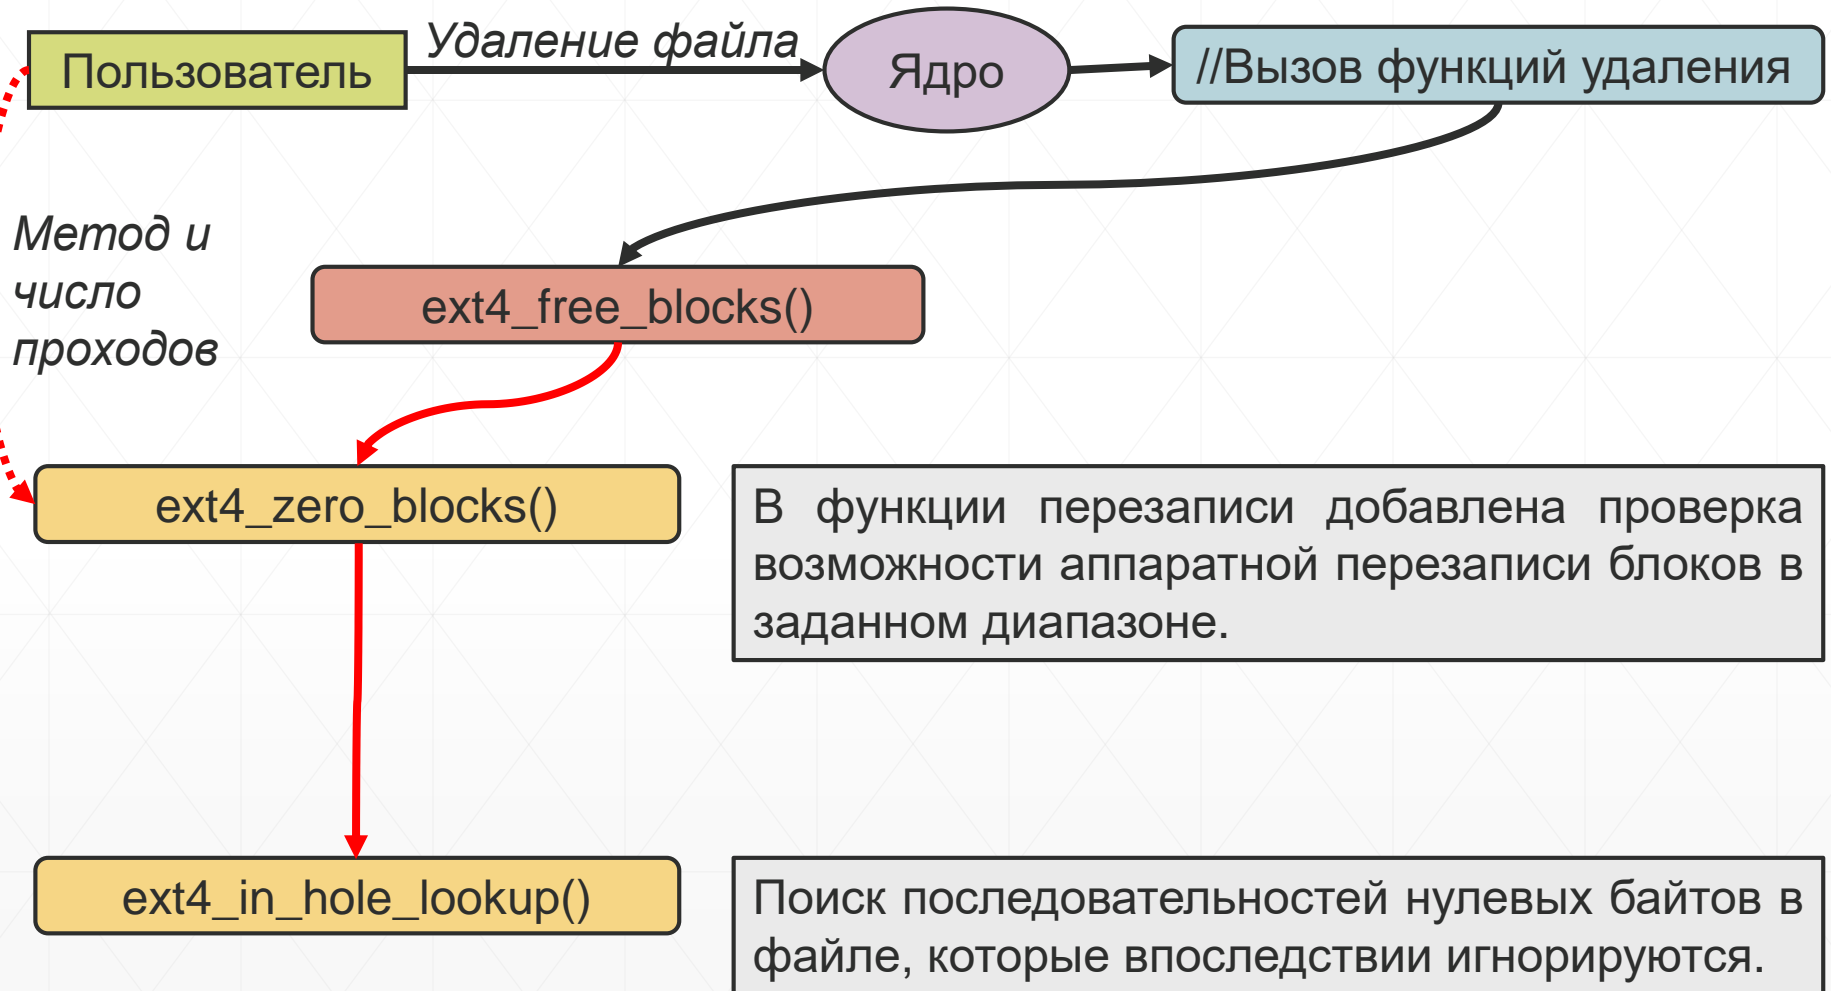 Пользователь
Удаление файла
Ядро
//Вызов функций удаления
Метод и
число
проходов
ext4_free_blocks()
ext4_zero_blocks()
В функции перезаписи добавлена проверка
возможности аппаратной перезаписи блоков в
заданном диапазоне.
ext4_in_hole_lookup()
Поиск последовательностей нулевых байтов в
файле, которые впоследствии игнорируются.